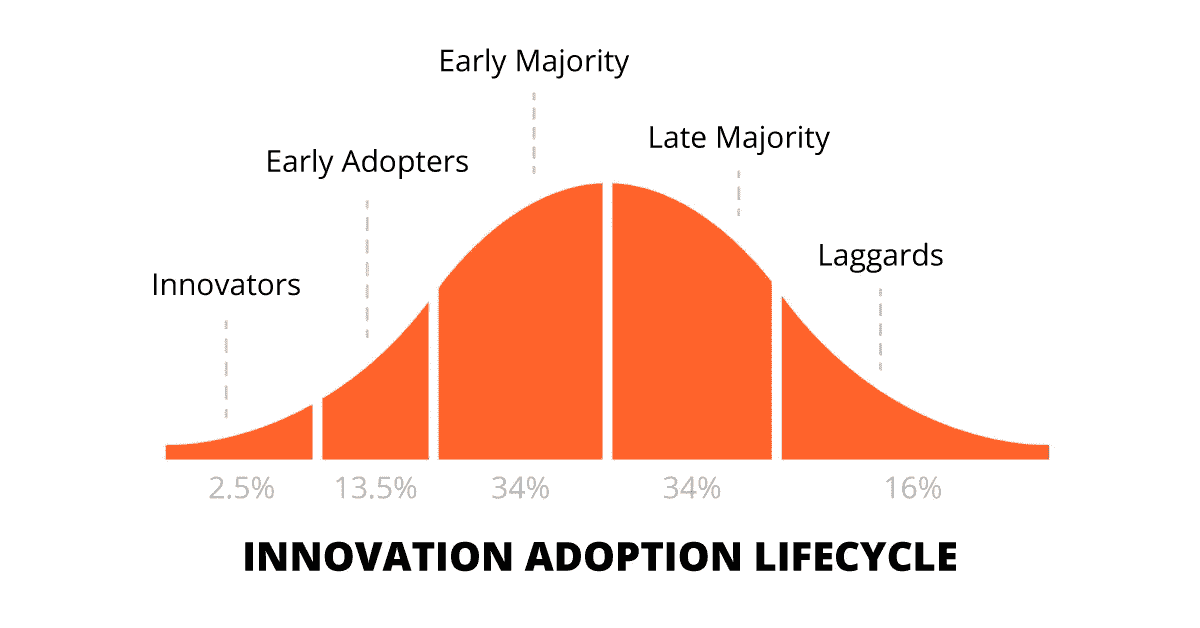 Early Majority
Late Majority
Early Adopters
Laggards
Innovators
2.5%
13.5%
34%
34%
16%
INNOVATION ADOPTION LIFECYCLE